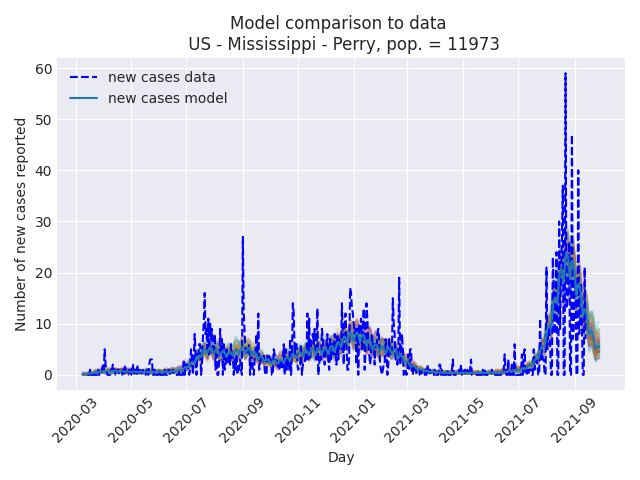 Model comparison to data
US - Mississippi - Perry, pop. = 11973
new cases data
new cases model
Number of new cases reported
60
50
40
30
20
10
0
2020-03
2020-05
2020-07
2020-09
2020-11
2021-01
2021-03
2021-05
2021-07
2021-09
Day